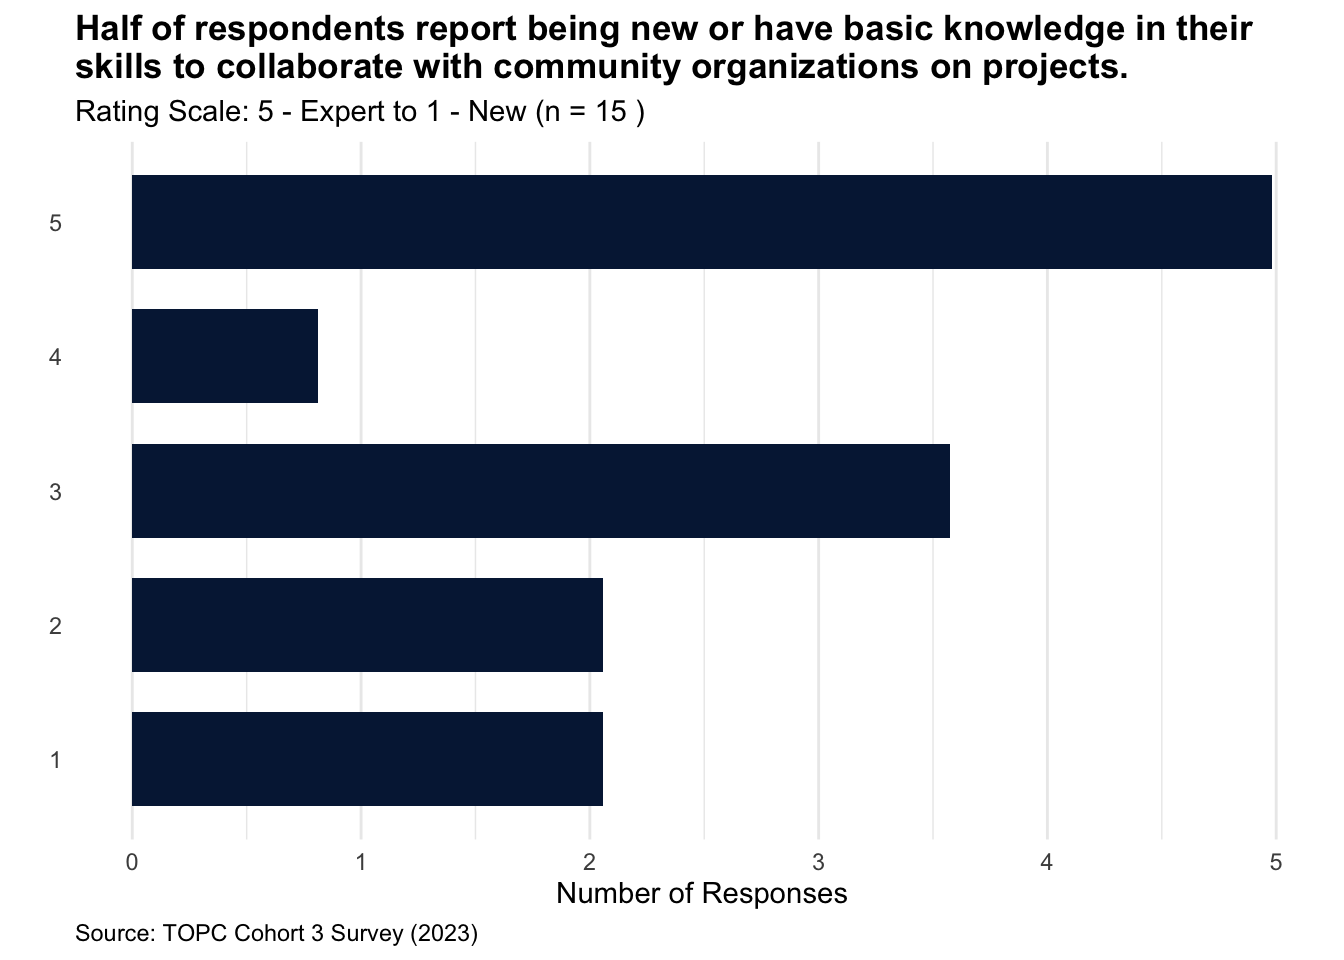 Half of respondents report being new or have basic knowledge in their
skills to collaborate with community organizations on projects.
Rating Scale: 5 - Expert to 1 - New (n = 15 )
5
4
3
2
1
0 1 2 3 4 5
Number of Responses
Source: TOPC Cohort 3 Survey (2023)